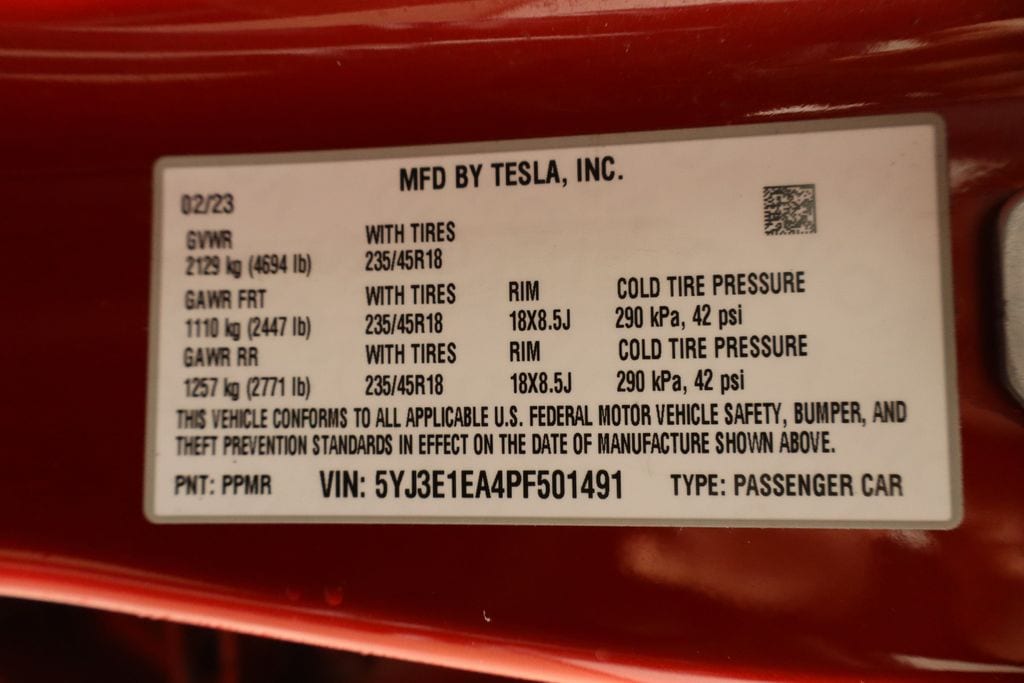 MFD BY TESLA, INC.
02/23
GVWR WITH TIRES
2129 kg (4694 lb) 235/45R18
GAWR FRT WITH TIRES RIM COLD TIRE PRESSURE
1110 kg (2447 lb) 235/45R18 18X8.5J 290 kPa, 42 psi
GAWR RR WITH TIRES RIM COLD TIRE PRESSURE
1257 kg (2771 lb) 235/45R18 18X8.5J 290 kPa, 42 psi
THIS VEHICLE CONFORMS TO ALL APPLICABLE U.S. FEDERAL MOTOR VEHICLE SAFETY, BUMPER, AND
THEFT PREVENTION STANDARDS IN EFFECT ON THE DATE OF MANUFACTURE SHOWN ABOVE.
PNT: PPMR VIN: 5YJ3E1EA4PF501491 TYPE: PASSENGER CAR